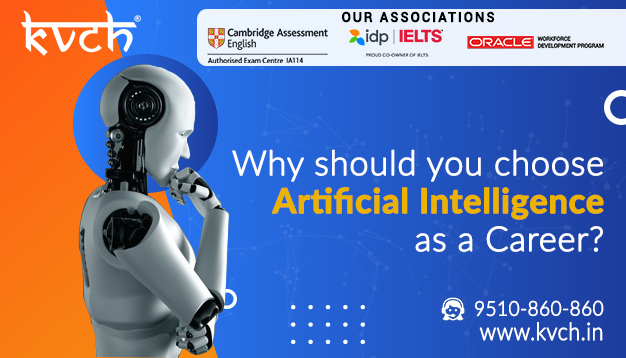 kvch®
OUR ASSOCIATIONS
Cambridge Assessment
English
Authorised Exam Centre IA114
idp | IELTS
PROUD CO-OWNER OF IELTS
ORACLE
WORKFORCE
DEVELOPMENT PROGRAM
Why should you choose
Artificial Intelligence
as a Career?
9510-860-860
www.kvch.in